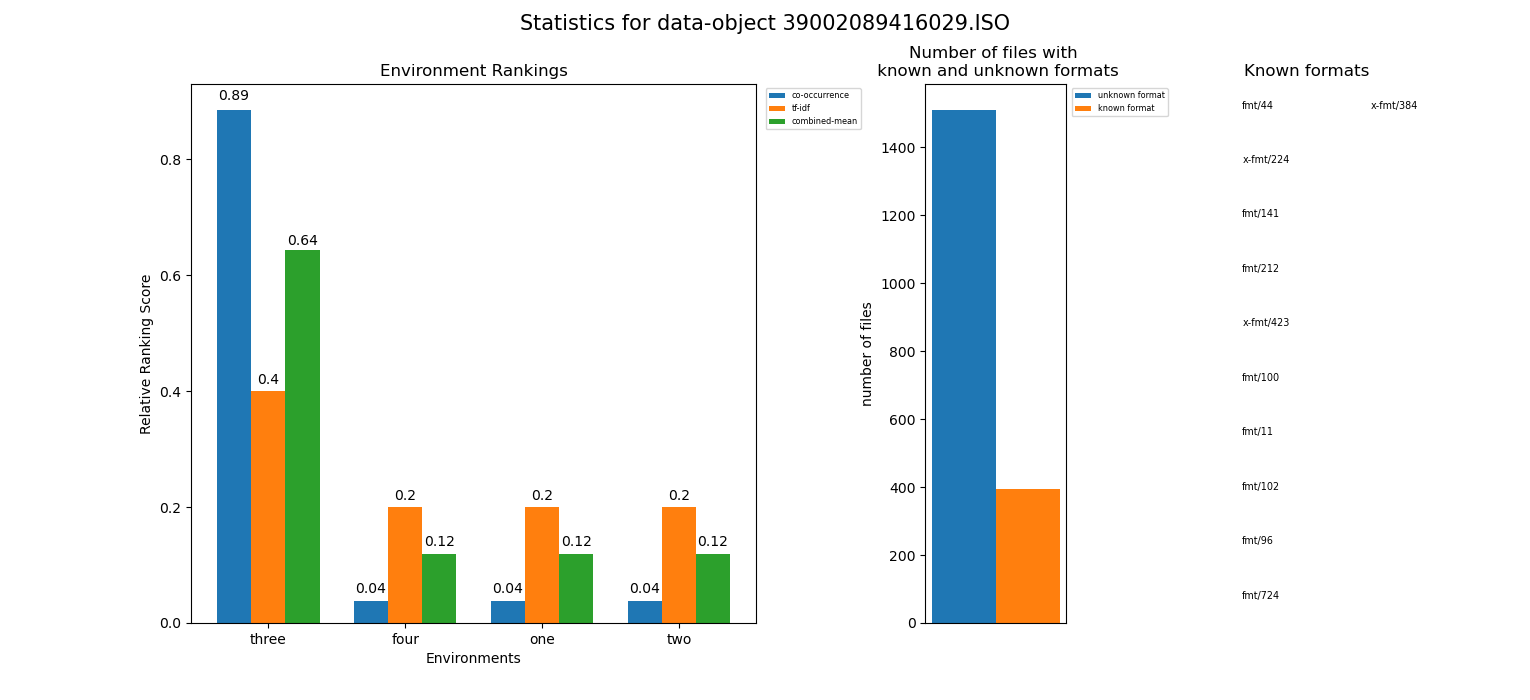 Statistics for data-object 39002089416029.ISO
Environment Rankings
Relative Ranking Score
0.8
0.6
0.4
0.2
0.0
0.89
0.4
0.64
0.04
0.2
0.12
0.04
0.2
0.12
0.04
0.2
0.12
three
four
one
two
Environments
co-occurrence
tf-idf
combined-mean
Number of files with
known and unknown formats
number of files
1400
1200
1000
800
600
400
200
0
unknown format
known format
Known formats
fmt/44
x-fmt/224
fmt/141
fmt/212
x-fmt/423
fmt/100
fmt/11
fmt/102
fmt/96
fmt/724
x-fmt/384